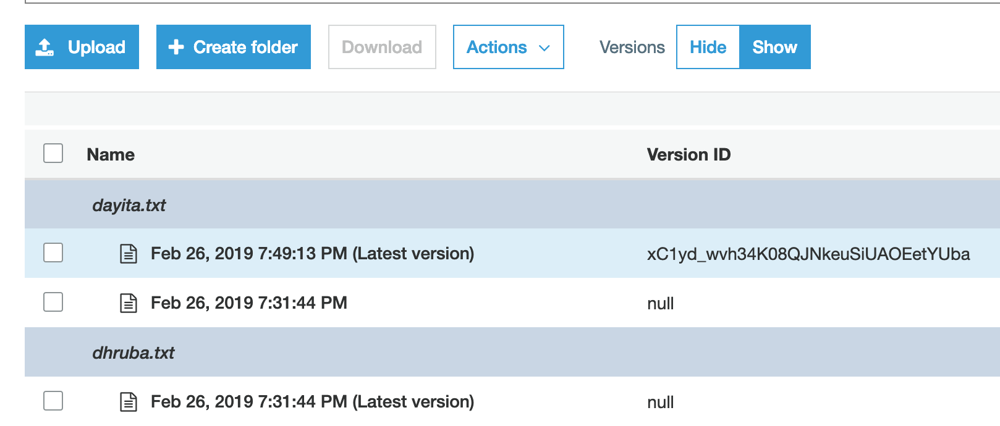 Upload Create folder Download Actions Versions Hide Show
Name Version ID
dayita.txt
Feb 26, 2019 7:49:13 PM (Latest version) xC1yd_wvh34K08QJNkeuSiUAOEetYUba
Feb 26, 2019 7:31:44 PM null
dhruba.txt
Feb 26, 2019 7:31:44 PM (Latest version) null